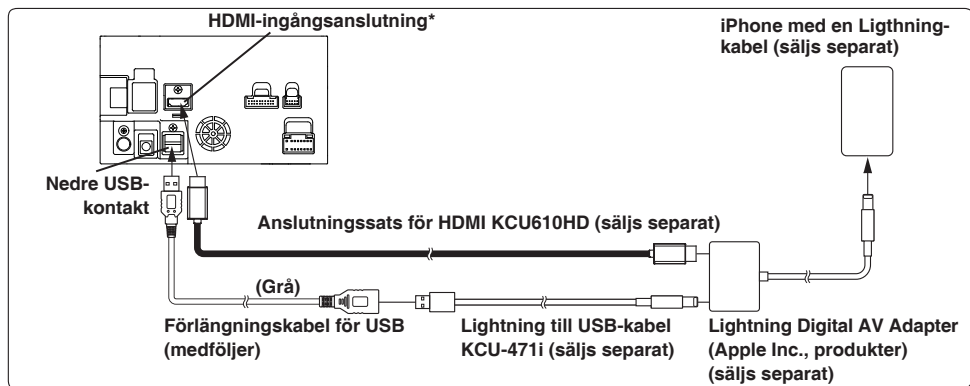 HDMI-ingångsanslutning*
iPhone med en Ligthning-
kabel (säljs separat)
Nedre USB-
kontakt
Anslutningssats för HDMI KCU610HD (säljs separat)
(Grå)
Förlängningskabel för USB
(medföljer)
Lightning till USB-kabel
KCU-471i (säljs separat)
Lightning Digital AV Adapter
(Apple Inc., produkter)
(säljs separat)